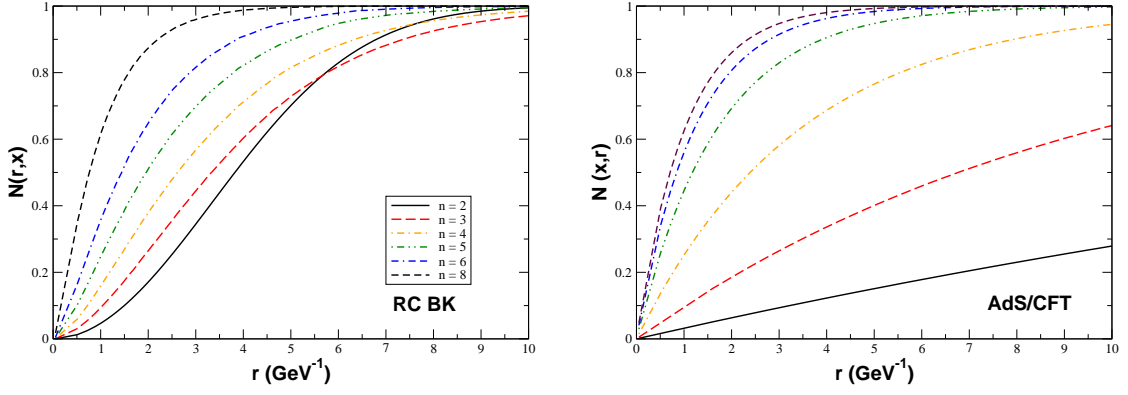 1
0.8
0.6
0.4
0.2
0
N(r,x)
n = 2
n = 3
n = 4
n = 5
n = 6
n = 8
RC BK
0 1 2 3 4 5 6 7 8 9 10
r (GeV-1)
1
0.8
0.6
0.4
0.2
0
N (x,r)
AdS/CFT
0 1 2 3 4 5 6 7 8 9 10
r (GeV-1)